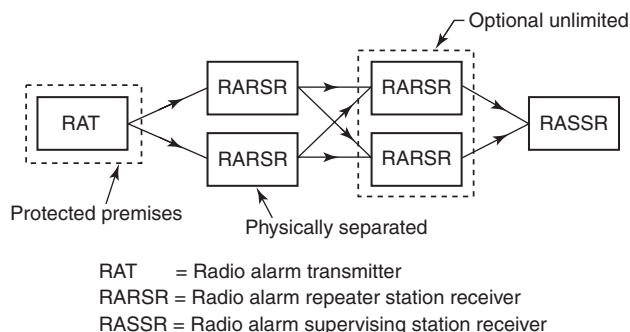 Optional unlimited
RARSR RARSR
RAT RASSR
RARSR RARSR
Protected premises
Physically separated
RAT = Radio alarm transmitter
RARSR = Radio alarm repeater station receiver
RASSR = Radio alarm supervising station receiver